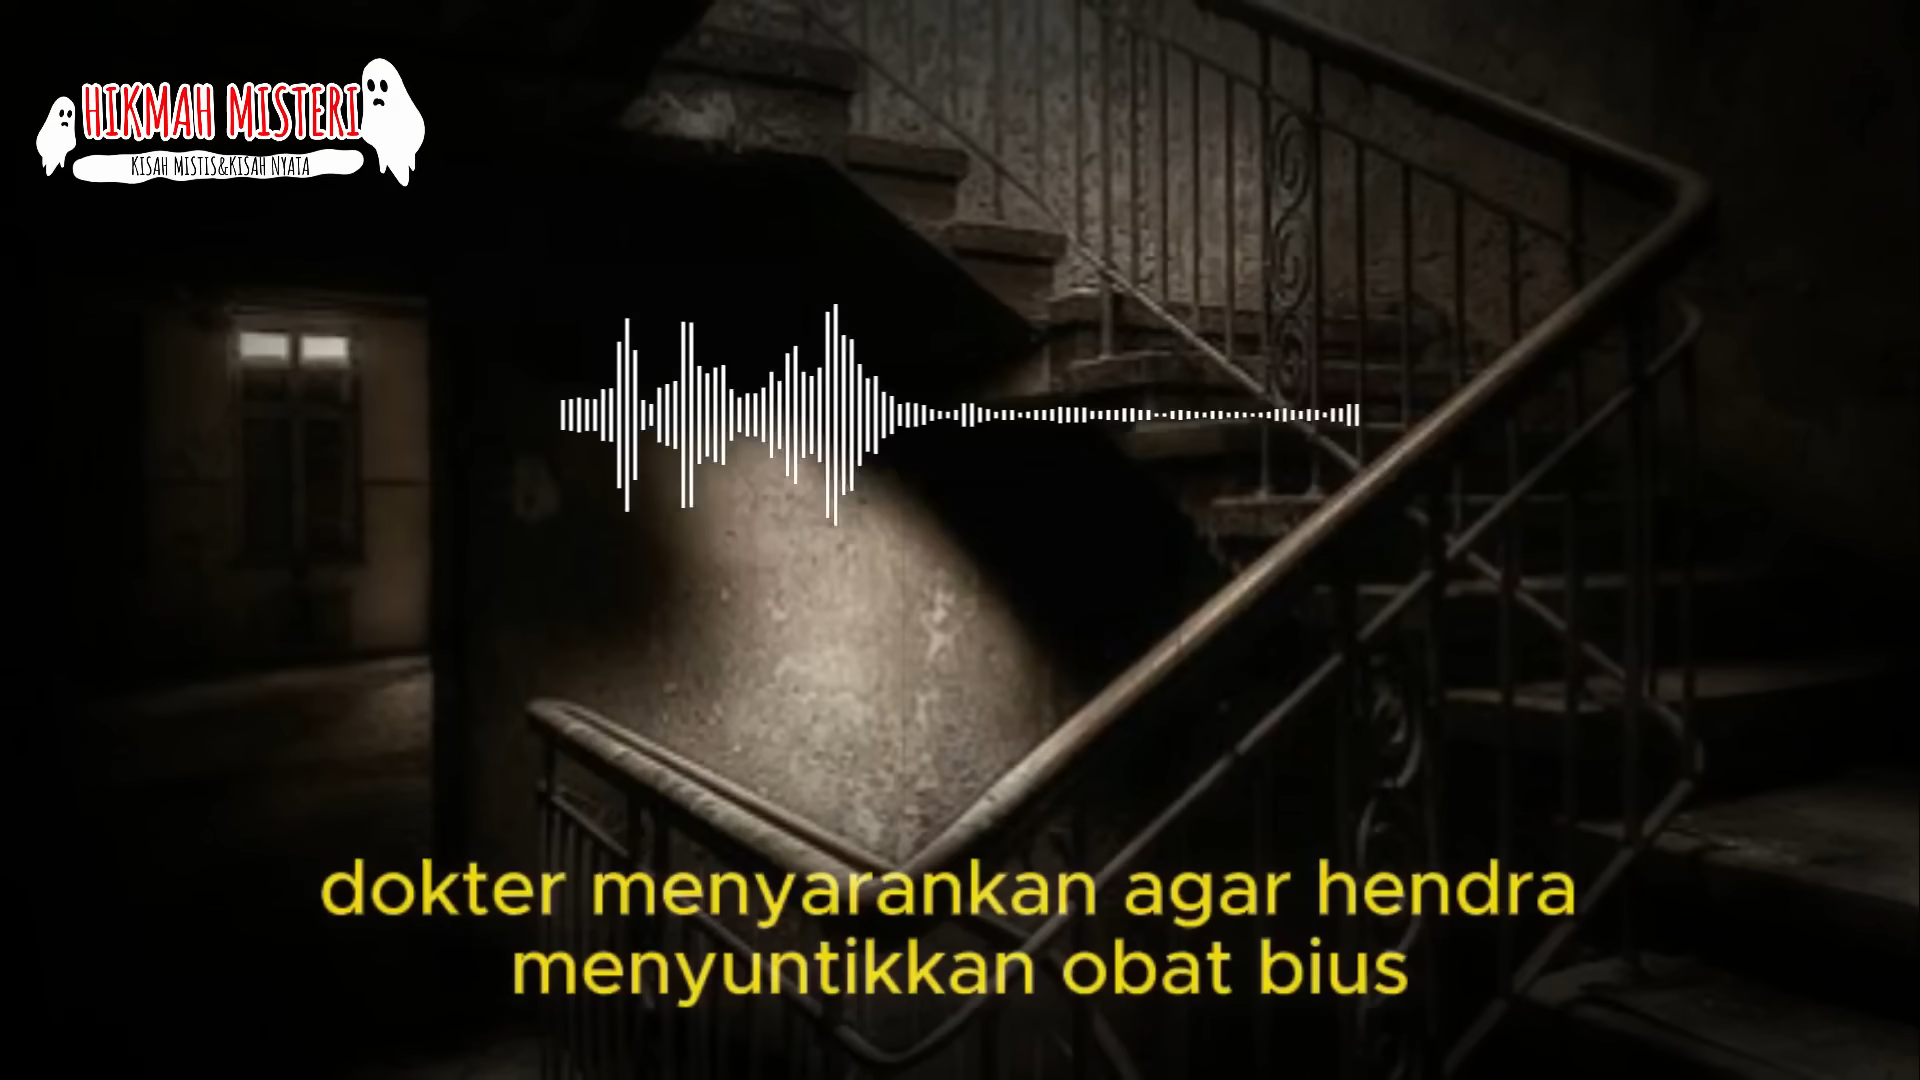 HIKMAH MISTERI
KISAH MISTIS&KISAH NYATA
dokter menyarankan agar hendra
menyuntikkan obat bius